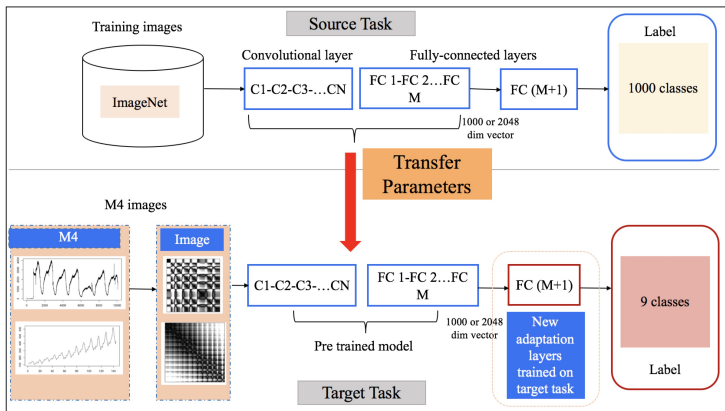 Training images
Source Task
Label
Convolutional layer
Fully-connected layers
ImageNet
C1-C2-C3-…CN
FC 1-FC 2…FC
M
FC (M+1)
1000 classes
1000 or 2048
dim vector
Transfer
Parameters
M4 images
M4
Image
C1-C2-C3-…CN
FC 1-FC 2…FC
M
FC (M+1)
9 classes
1000 or 2048
dim vector
Pre trained model
New
adaptation
layers
trained on
target task
Label
Target Task